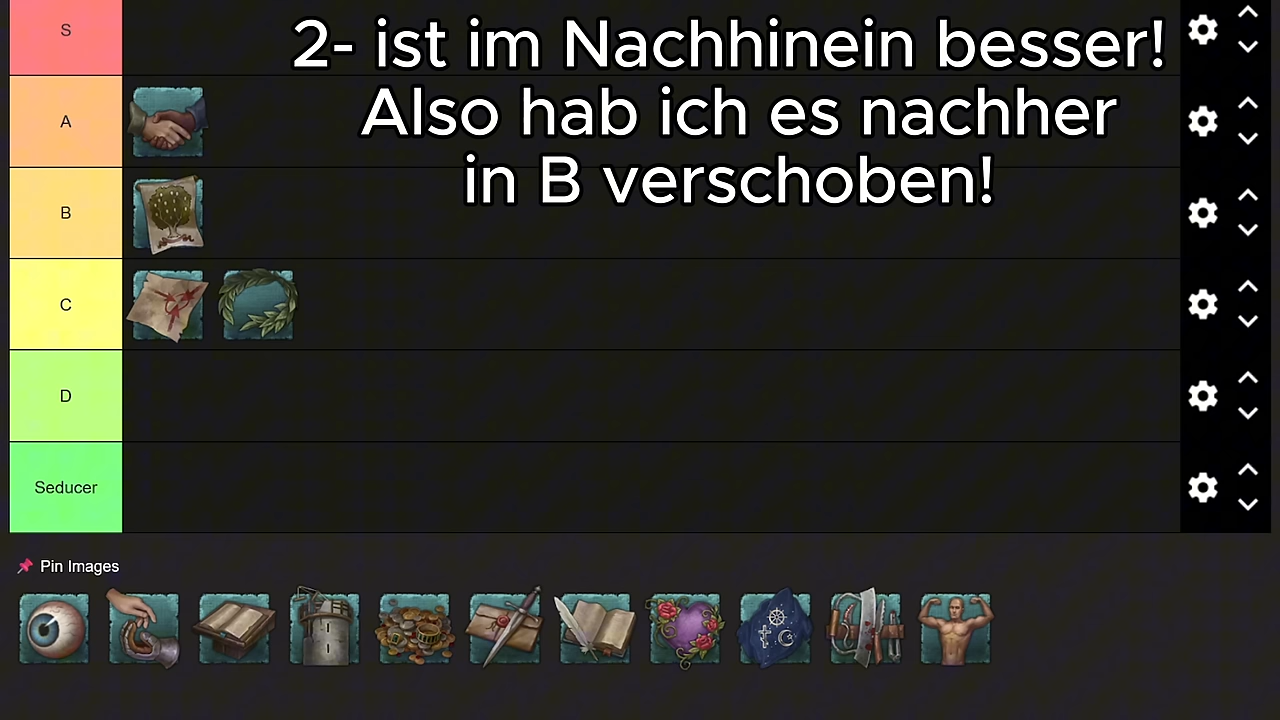 S
2- ist im Nachhinein besser!
Also hab ich es nachher
in B verschoben!
A
B
C
D
Seducer
Pin Images